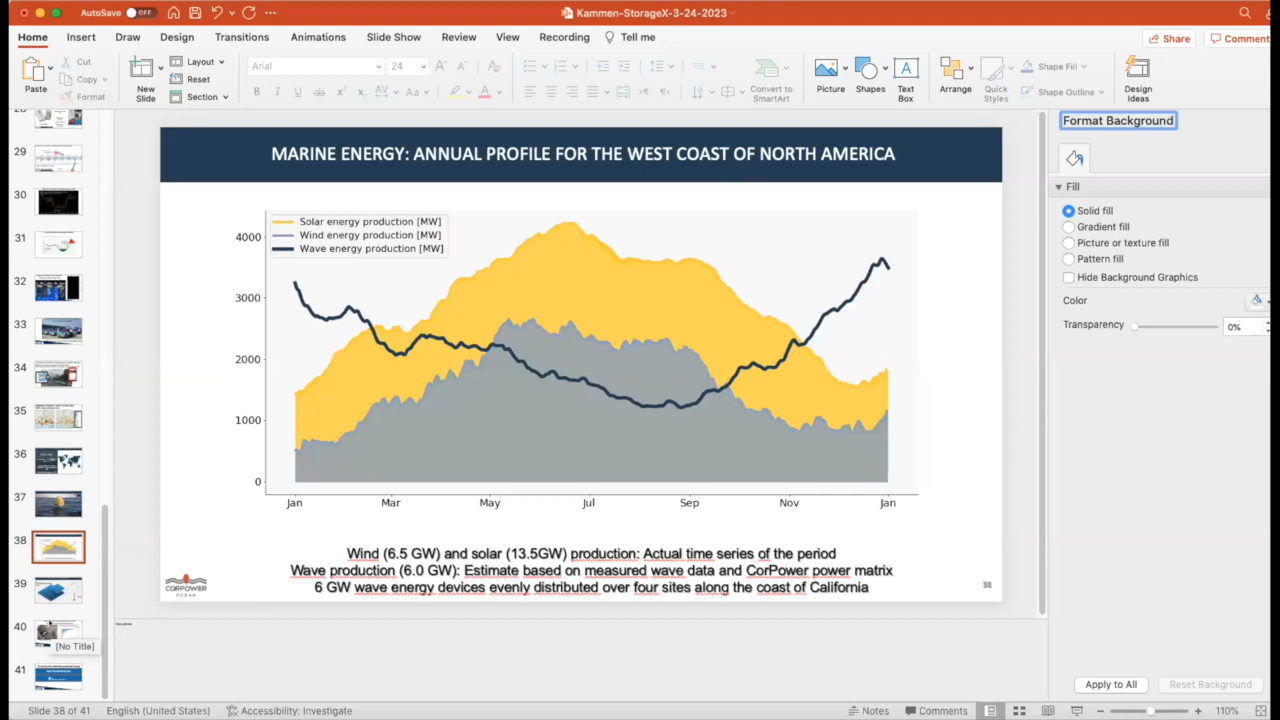 AutoSave OFF
Kammen-StorageX-3-24-2023
Home Insert Draw Design Transitions Animations Slide Show Review View Recording Tell me Share Comment
Paste Cut Copy Format
New Slide Layout Reset Section
Arial 24
Convert to SmartArt
Picture Shapes Text Box Arrange Quick Styles Shape Fill Shape Outline Design Ideas
29
30
31
32
33
34
35
36
37
38
39
40
[No Title]
41
MARINE ENERGY: ANNUAL PROFILE FOR THE WEST COAST OF NORTH AMERICA
Solar energy production [MW]
Wind energy production [MW]
Wave energy production [MW]
4000
3000
2000
1000
0
Jan Mar May Jul Sep Nov Jan
Wind (6.5 GW) and solar (13.5GW) production: Actual time series of the period
Wave production (6.0 GW): Estimate based on measured wave data and CorPower power matrix
6 GW wave energy devices evenly distributed over four sites along the coast of California
CORPOWER
OCEAN
38
Format Background
Fill
Solid fill
Gradient fill
Picture or texture fill
Pattern fill
Hide Background Graphics
Color
Transparency 0%
Apply to All Reset Background
Slide 38 of 41 English (United States) Accessibility: Investigate Notes Comments 110%